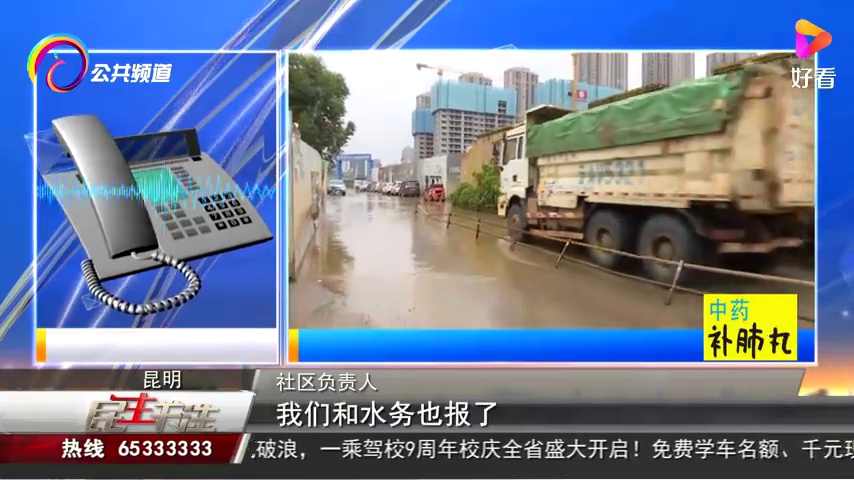 公共频道
好看
中药
补肺丸
昆明
社区负责人
我们和水务也报了
民生关注
热线 65333333
破浪，一乘驾校9周年校庆全省盛大开启！免费学车名额、千元